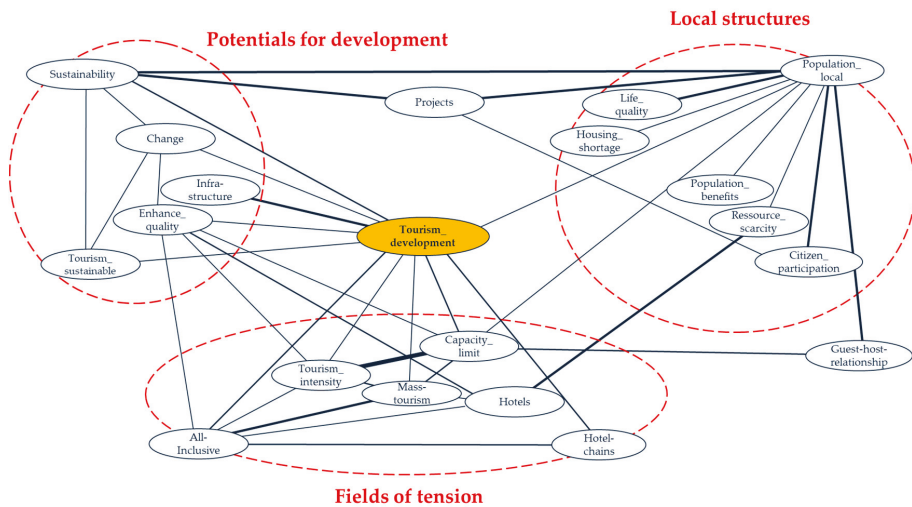 Local structures
Potentials for development
Sustainability
Population_
local
Projects
Life_
quality
Housing_
shortage
Change
Infra-
structure
Population_
benefits
Enhance_
quality
Ressource_
scarcity
Tourism_
development
Tourism_
sustainable
Citizen_
participation
Capacity_
limit
Guest-host-
relationship
Tourism_
intensity
Mass-
tourism
Hotels
All-
Inclusive
Hotel-
chains
Fields of tension